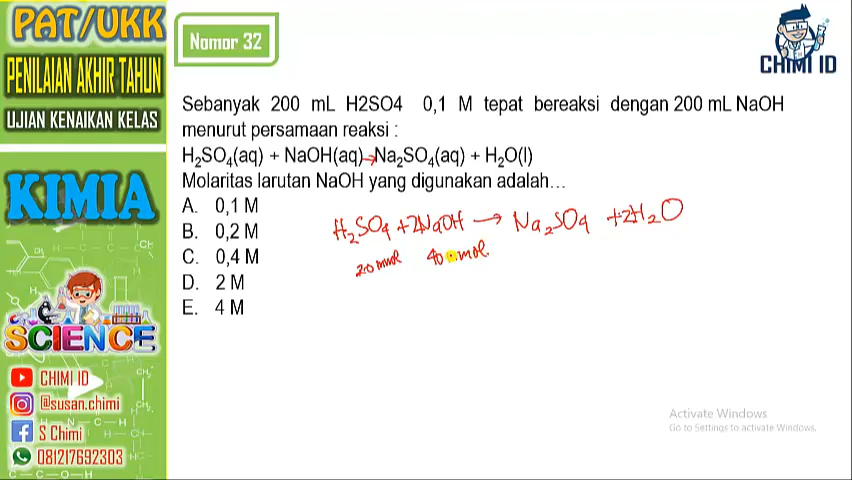 PAT/UKK
PENILAIAN AKHIR TAHUN
UJIAN KENAIKAN KELAS
KIMIA
SCIENCE
CHIMI ID
@susan.chimi
S Chimi
081217692303
Nomor 32
CHIMI ID
Sebanyak 200 mL H2SO4 0,1 M tepat bereaksi dengan 200 mL NaOH
menurut persamaan reaksi :
H₂SO₄(aq) + NaOH(aq)→Na₂SO₄(aq) + H₂O(l)
Molaritas larutan NaOH yang digunakan adalah...
A. 0,1 M
B. 0,2 M
C. 0,4 M
D. 2 M
E. 4 M
H₂SO₄ + 2NaOH → Na₂SO₄ + 2H₂O
20 mmol 40 mmol
Activate Windows
Go to Settings to activate Windows.